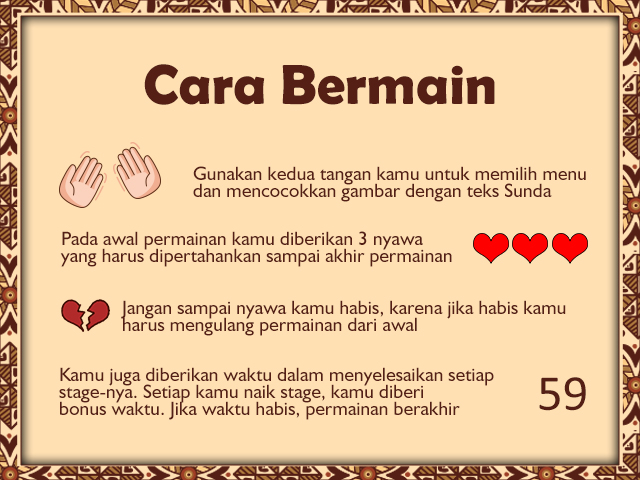 Cara Bermain
Gunakan kedua tangan kamu untuk memilih menu
dan mencocokkan gambar dengan teks Sunda
Pada awal permainan kamu diberikan 3 nyawa
yang harus dipertahankan sampai akhir permainan
Jangan sampai nyawa kamu habis, karena jika habis kamu
harus mengulang permainan dari awal
Kamu juga diberikan waktu dalam menyelesaikan setiap
stage-nya. Setiap kamu naik stage, kamu diberi
bonus waktu. Jika waktu habis, permainan berakhir
59